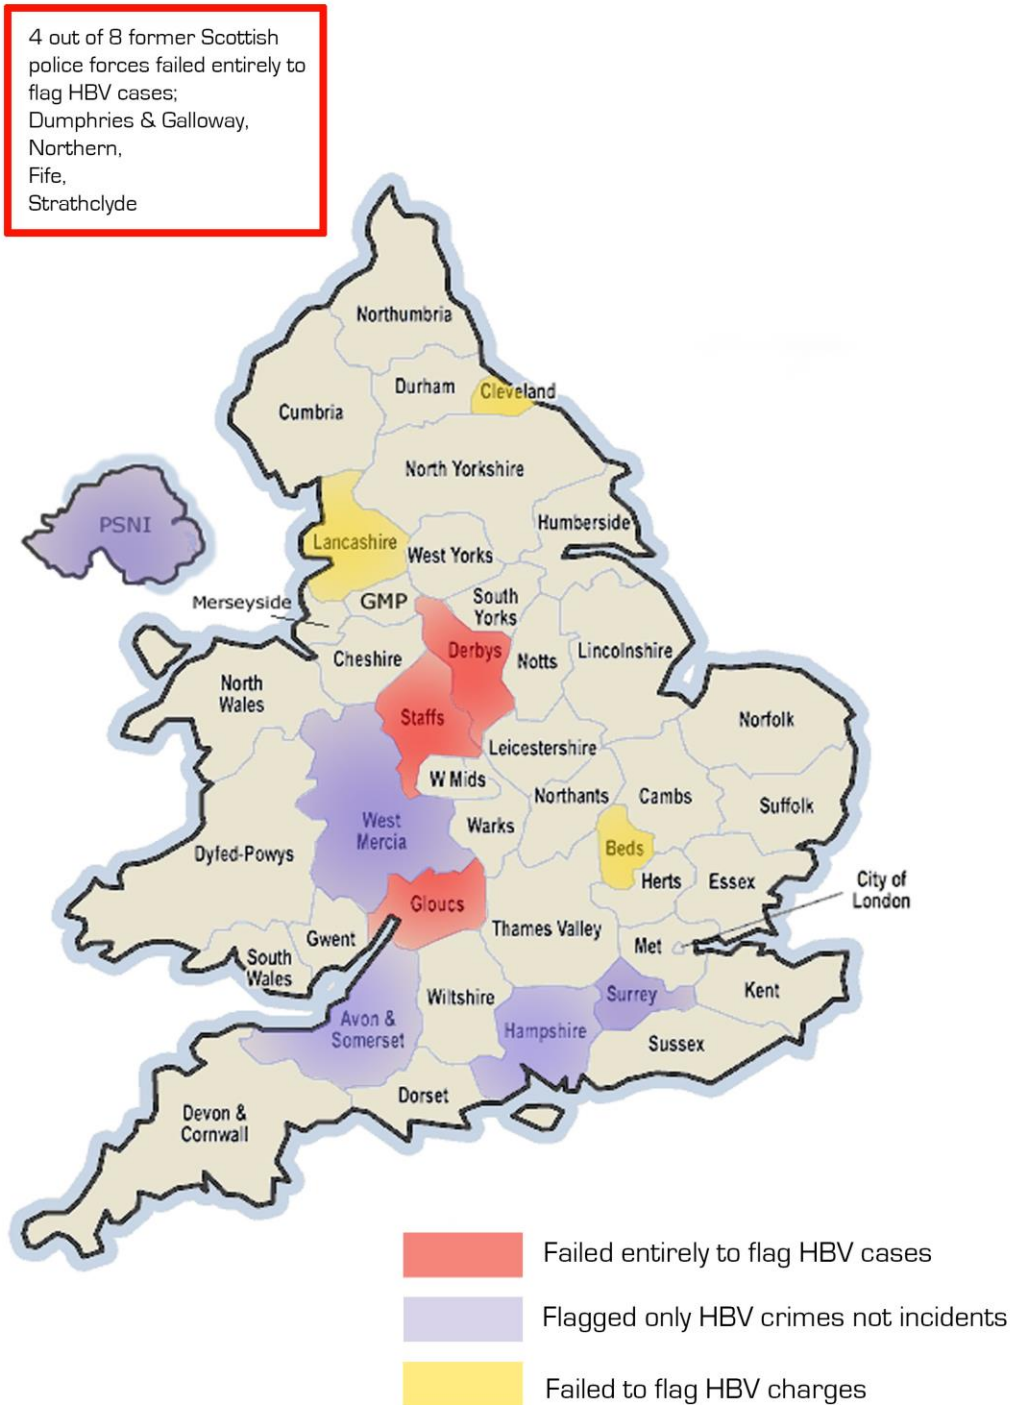 4 out of 8 former Scottish
police forces failed entirely to
flag HBV cases;
Dumphries & Galloway,
Northern,
Fife,
Strathclyde
Northumbria
Durham
Cleveland
Cumbria
North Yorkshire
PSNI
Humberside
Lancashire
West Yorks
Merseyside
GMP
South
Yorks
Cheshire
Derbys
Notts
Lincolnshire
North
Wales
Staffs
Norfolk
Leicestershire
W Mids
Northants
Cambs
Suffolk
West
Mercia
Warks
Beds
Dyfed-Powys
Herts
Essex
City of
London
Gloucs
Gwent
Thames Valley
Met
South
Wales
Wiltshire
Surrey
Kent
Avon &
Somerset
Hampshire
Sussex
Dorset
Devon &
Cornwall
Failed entirely to flag HBV cases
Flagged only HBV crimes not incidents
Failed to flag HBV charges